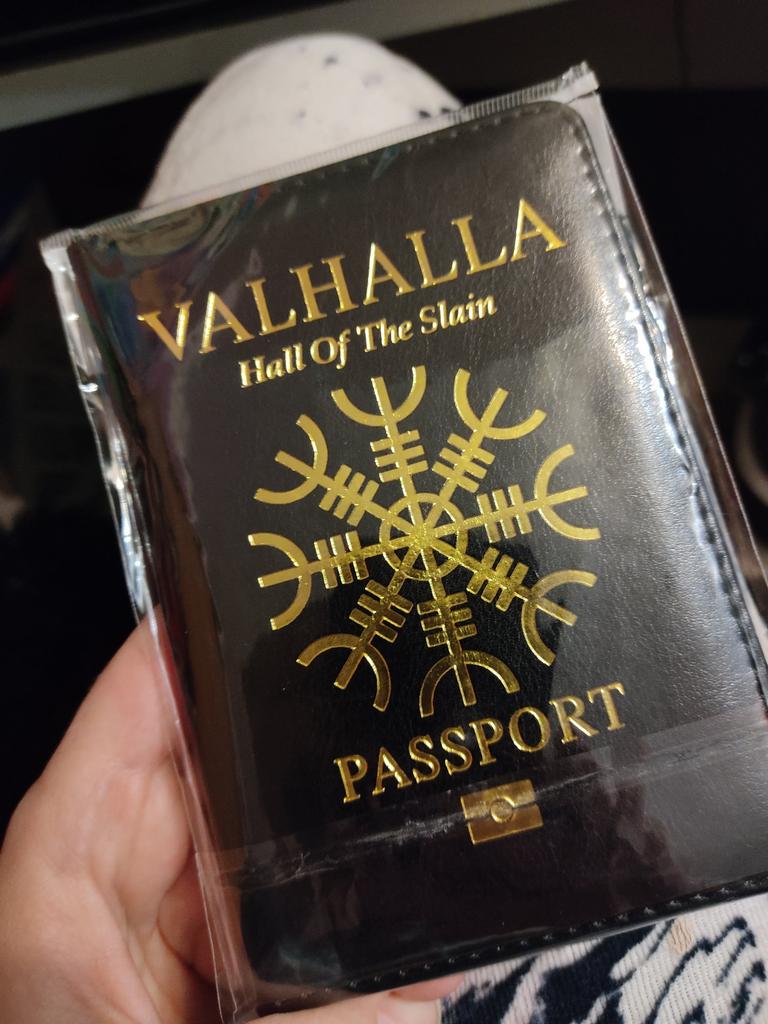 VALHALLA
Hall Of The Slain
PASSPORT